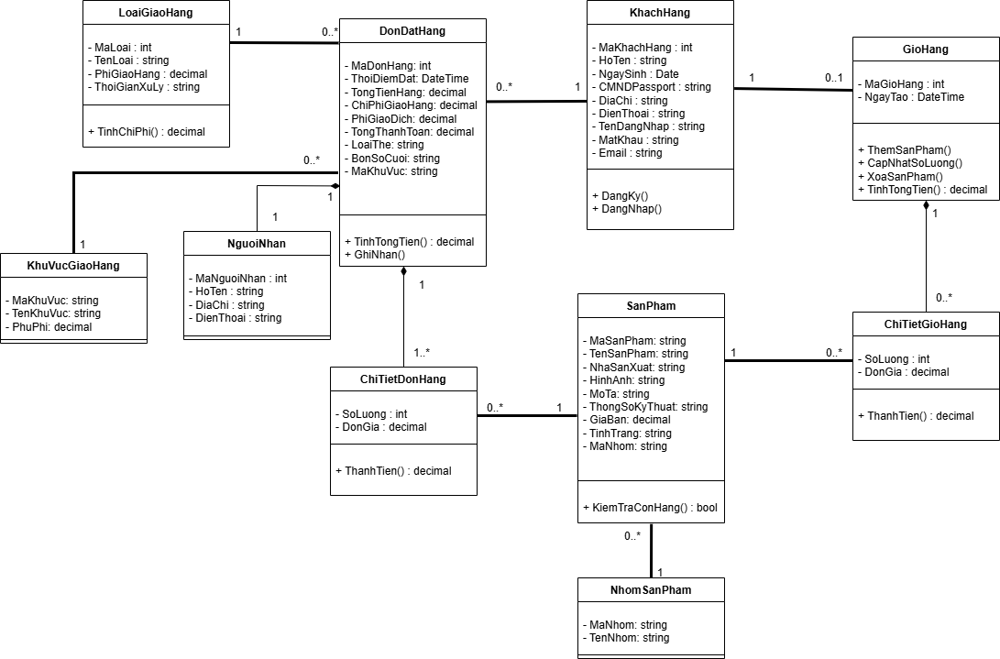 LoaiGiaoHang
- MaLoai : int
- TenLoai : string
- PhiGiaoHang : decimal
- ThoiGianXuLy : string
+ TinhChiPhi() : decimal
1
0..*
DonDatHang
- MaDonHang: int
- ThoiDiemDat: DateTime
- TongTienHang: decimal
- ChiPhiGiaoHang: decimal
- PhiGiaoDich: decimal
- TongThanhToan: decimal
- LoaiThe: string
- BonSoCuoi: string
- MaKhuVuc: string
+ TinhTongTien() : decimal
+ GhiNhan()
0..*
1
KhachHang
- MaKhachHang : int
- HoTen : string
- NgaySinh : Date
- CMNDPassport : string
- DiaChi : string
- DienThoai : string
- TenDangNhap : string
- MatKhau : string
- Email : string
+ DangKy()
+ DangNhap()
1
0..1
GioHang
- MaGioHang : int
- NgayTao : DateTime
+ ThemSanPham()
+ CapNhatSoLuong()
+ XoaSanPham()
+ TinhTongTien() : decimal
1
0..*
0..*
1
1
1
KhuVucGiaoHang
- MaKhuVuc: string
- TenKhuVuc: string
- PhuPhi: decimal
NguoiNhan
- MaNguoiNhan : int
- HoTen : string
- DiaChi : string
- DienThoai : string
1
1..*
ChiTietDonHang
- SoLuong : int
- DonGia : decimal
+ ThanhTien() : decimal
0..*
1
SanPham
- MaSanPham: string
- TenSanPham: string
- NhaSanXuat: string
- HinhAnh: string
- MoTa: string
- ThongSoKyThuat: string
- GiaBan: decimal
- TinhTrang: string
- MaNhom: string
+ KiemTraConHang() : bool
1
0..*
ChiTietGioHang
- SoLuong : int
- DonGia : decimal
+ ThanhTien() : decimal
0..*
1
NhomSanPham
- MaNhom: string
- TenNhom: string